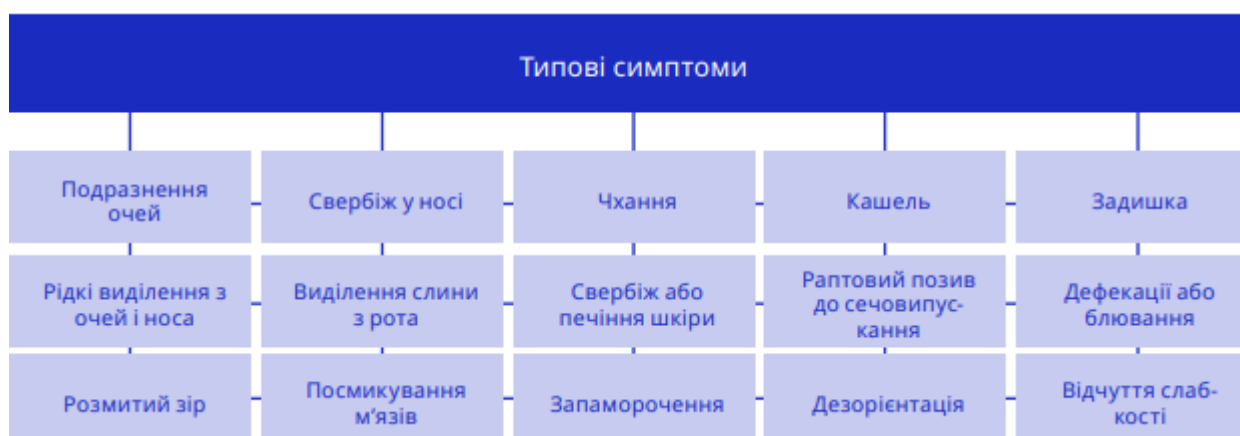 Типові симптоми
Подразнення
очей
Свербіж у носі
Чхання
Кашель
Задишка
Рідкі виділення з
очей і носа
Виділення слини
з рота
Свербіж або
печіння шкіри
Раптовий позив
до сечовипус-
кання
Дефекації або
блювання
Розмитий зір
Посмикування
м’язів
Запаморочення
Дезорієнтація
Відчуття слаб-
кості